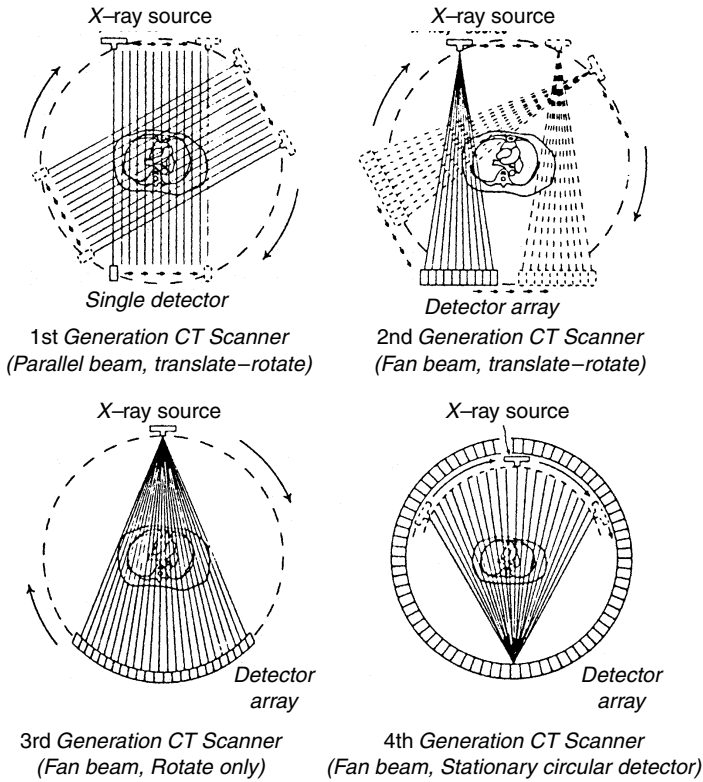 X–ray source
Single detector
1st Generation CT Scanner
(Parallel beam, translate–rotate)
X–ray source
Detector array
2nd Generation CT Scanner
(Fan beam, translate–rotate)
X–ray source
Detector
array
3rd Generation CT Scanner
(Fan beam, Rotate only)
X–ray source
Detector
array
4th Generation CT Scanner
(Fan beam, Stationary circular detector)